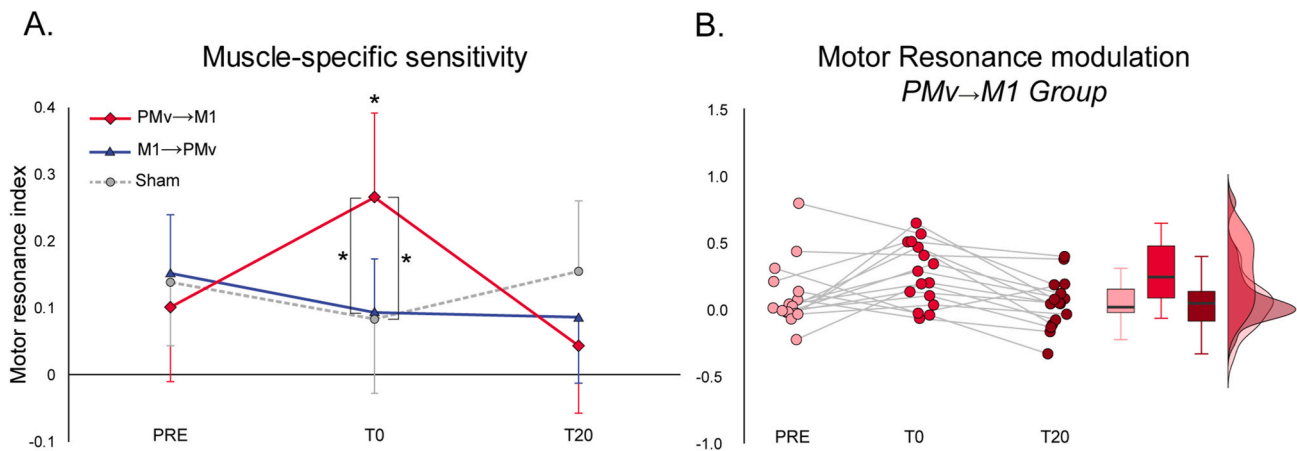 A.
Muscle-specific sensitivity
Motor resonance index
0.4
0.3
0.2
0.1
0
-0.1
PMv→M1
M1→PMv
Sham
*
*
*
PRE
T0
T20
B.
Motor Resonance modulation
PMv→M1 Group
1.5
1.0
0.5
0.0
-0.5
-1.0
PRE
T0
T20